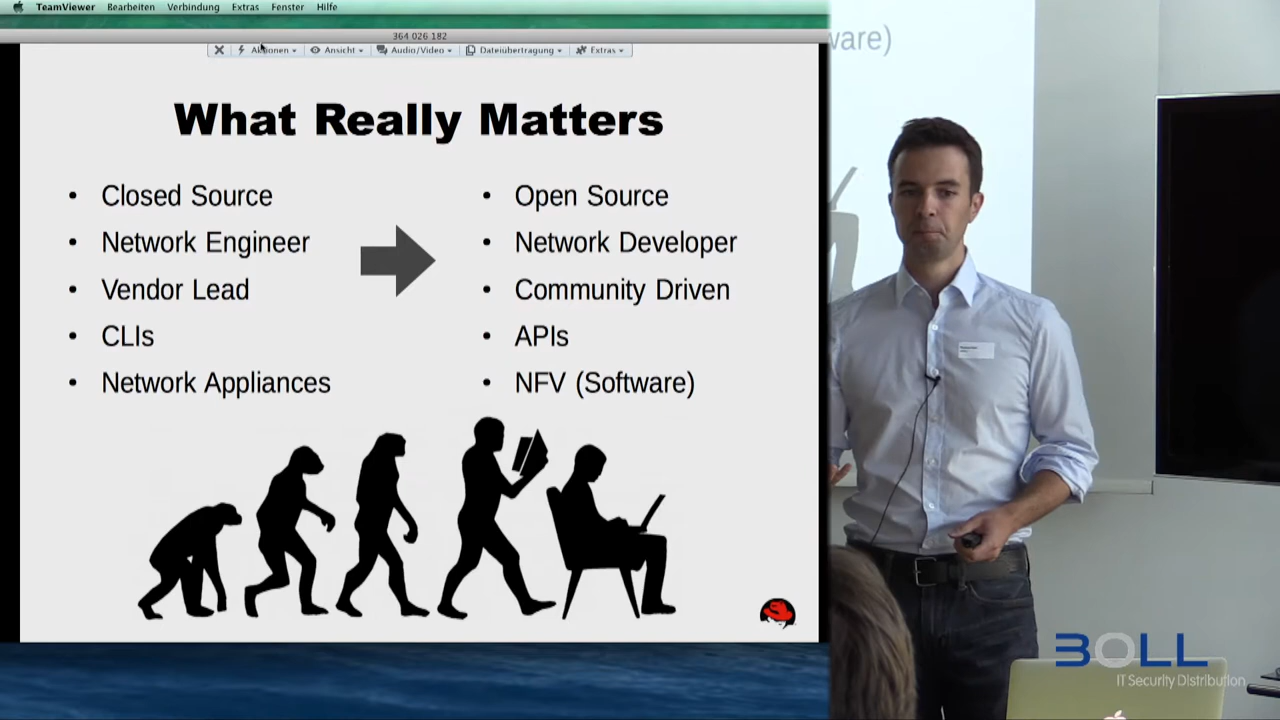 TeamViewer Bearbeiten Verbindung Extras Fenster Hilfe
364 026 182
Aktionen Ansicht Audio/Video Dateiübertragung Extras
What Really Matters
• Closed Source
• Network Engineer
• Vendor Lead
• CLIs
• Network Appliances
• Open Source
• Network Developer
• Community Driven
• APIs
• NFV (Software)
ware)
BOLL
IT Security Distribution